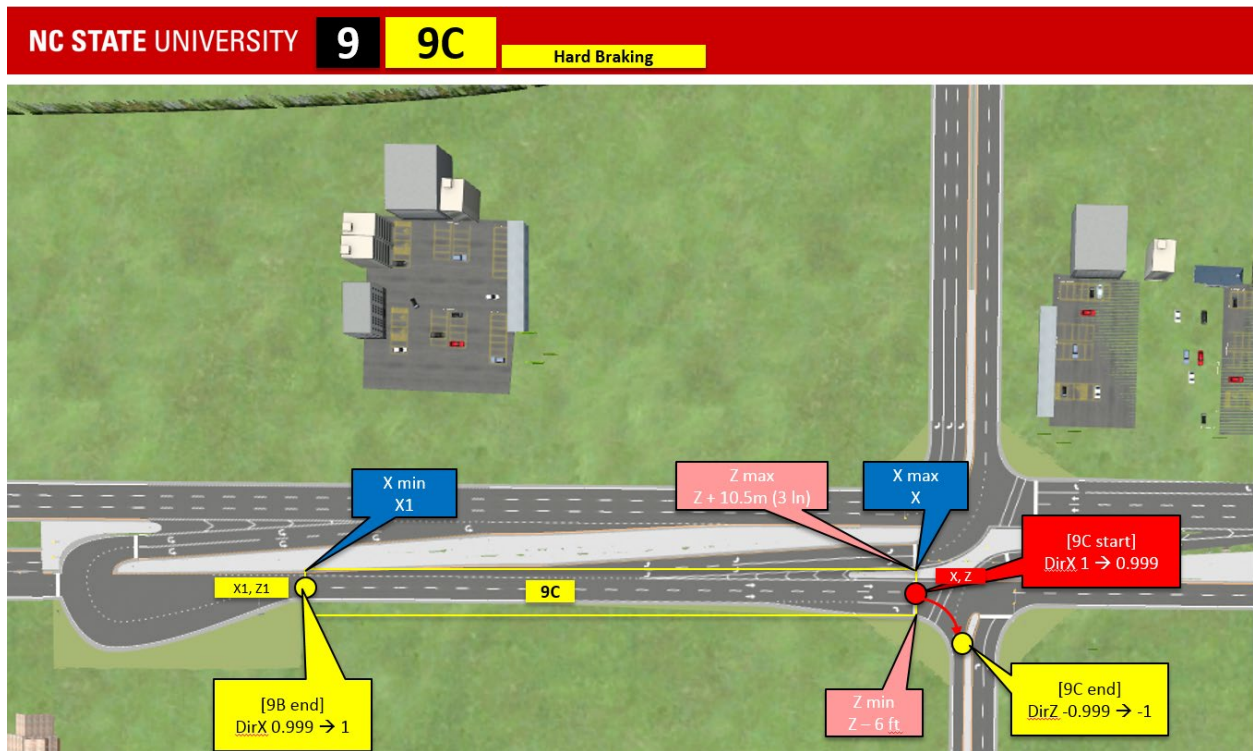 NC STATE UNIVERSITY 9 9C Hard Braking
X min
X1
Z max
Z + 10.5m (3 ln)
X max
X
[9C start]
DirX 1 → 0.999
X, Z
X1, Z1
9C
[9B end]
DirX 0.999 → 1
Z min
Z – 6 ft
[9C end]
DirZ -0.999 → -1